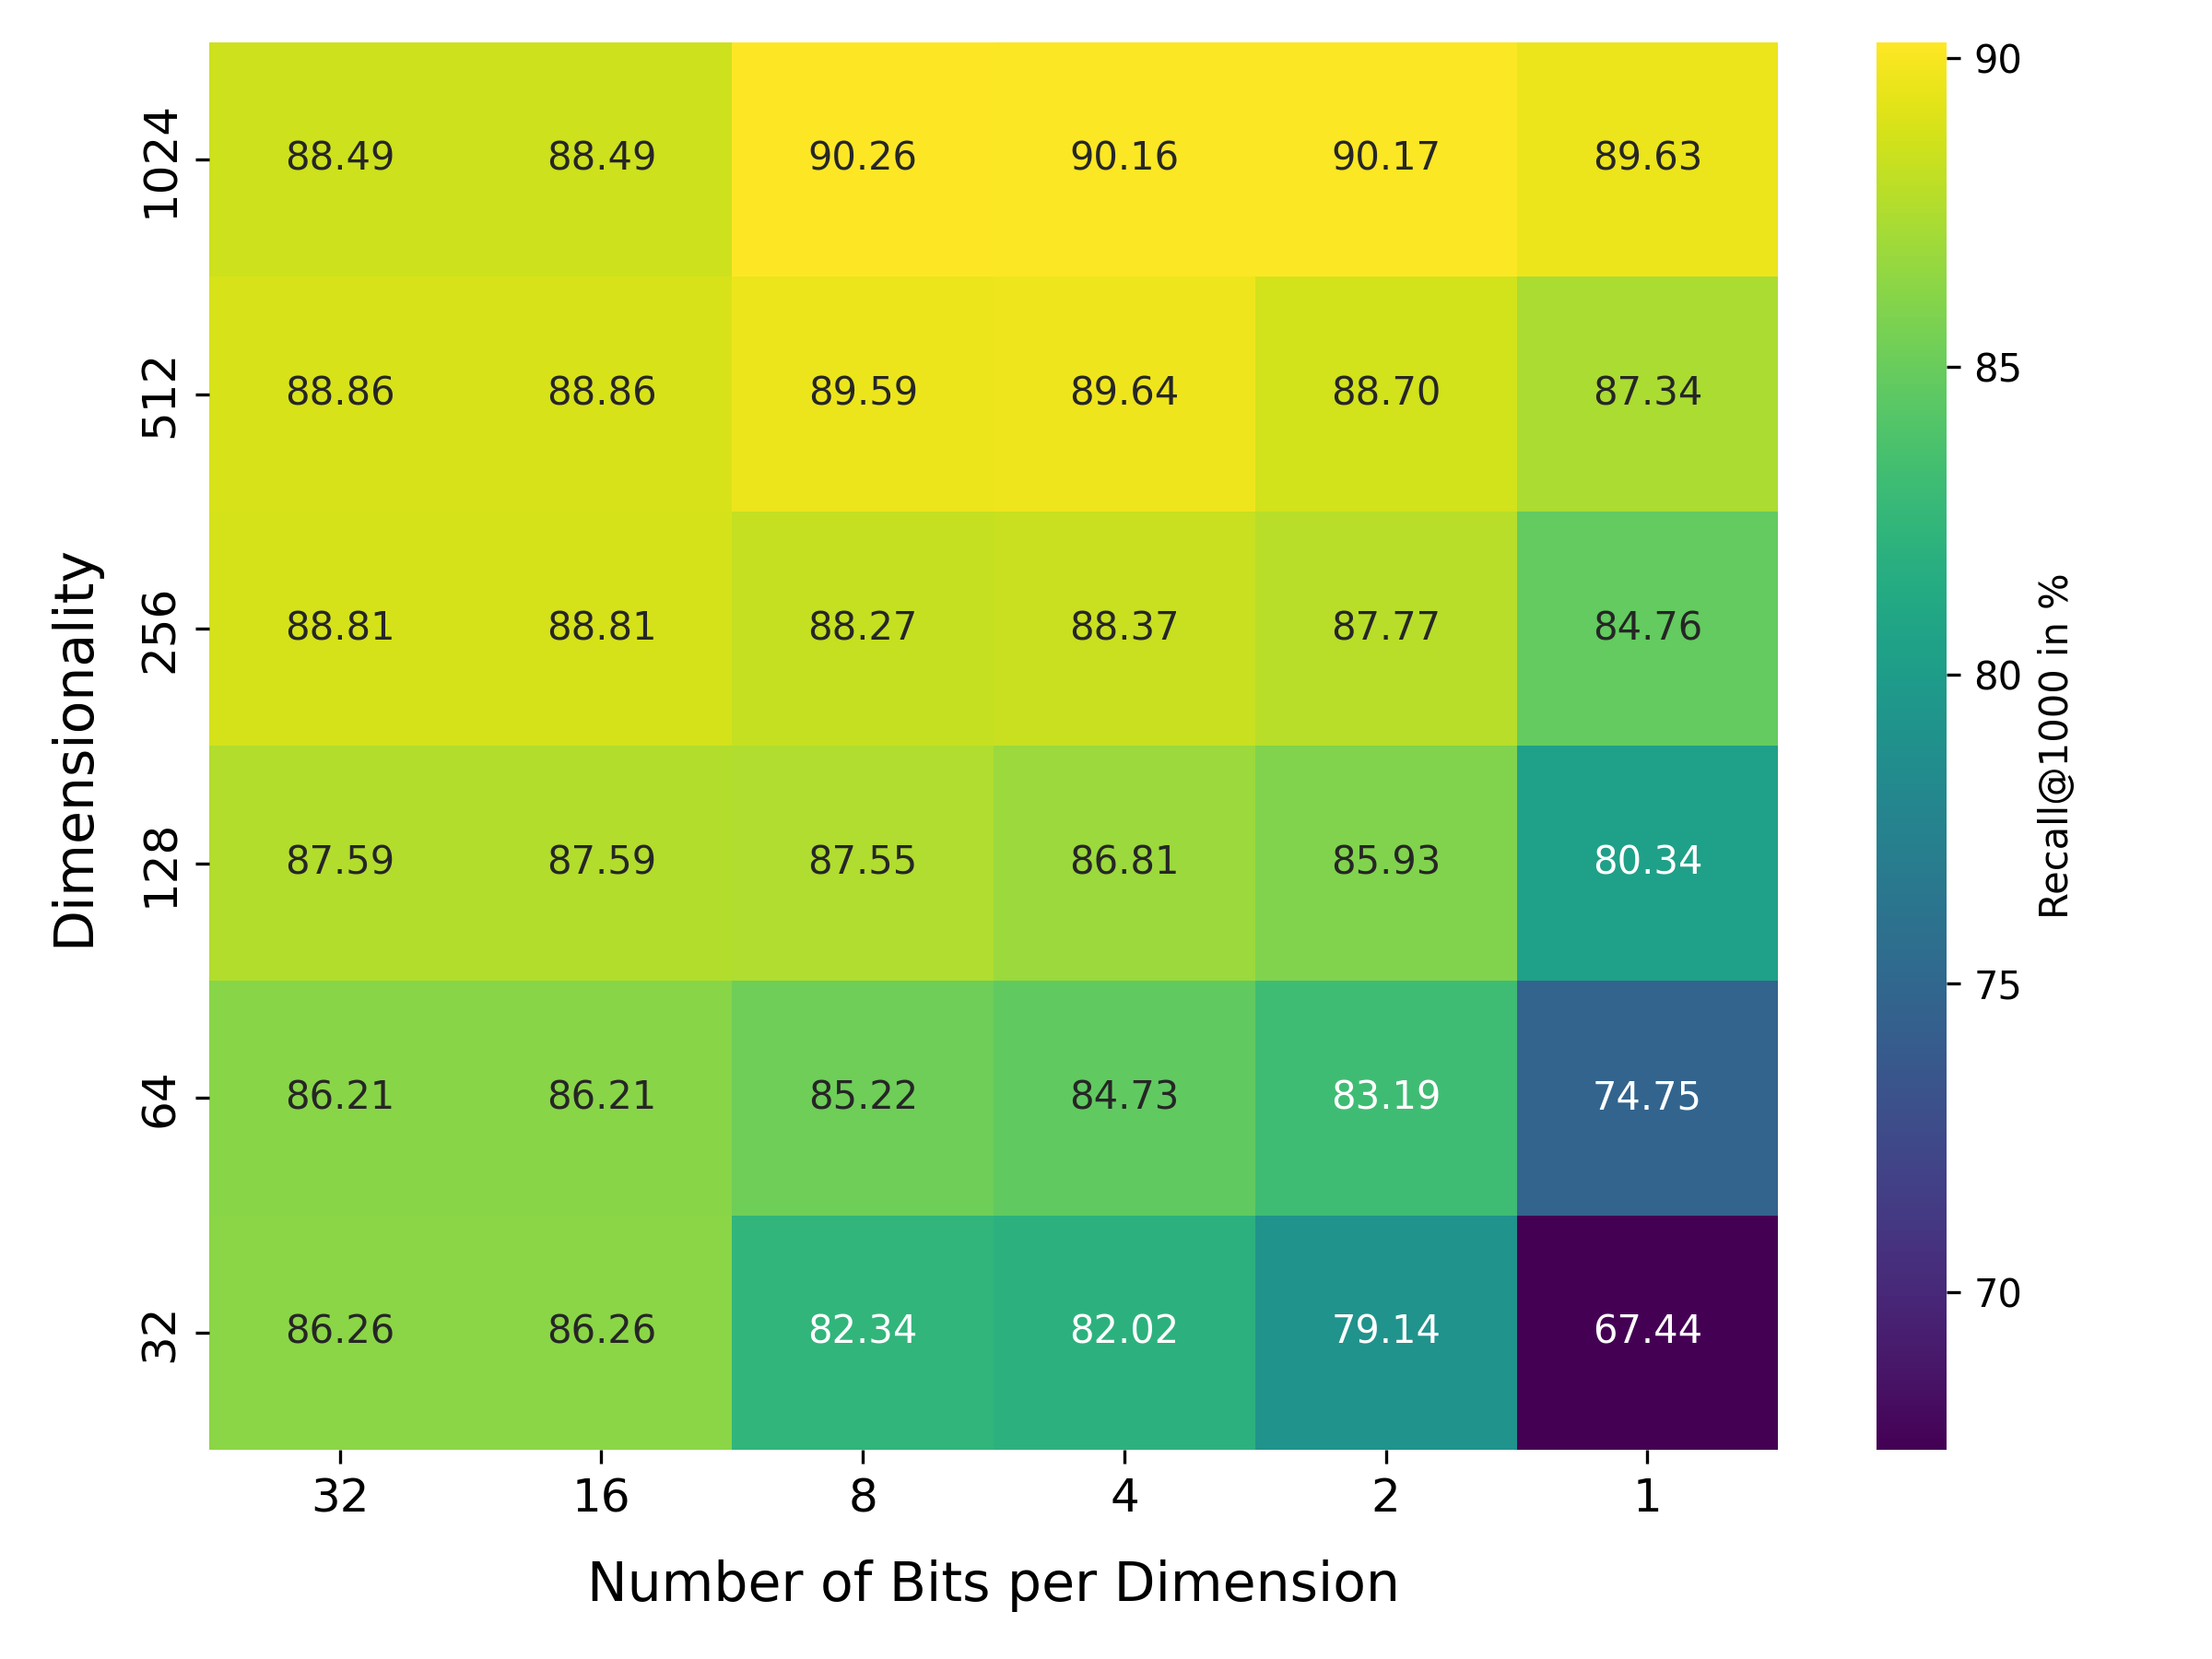 Dimensionality
1024 88.49 88.49 90.26 90.16 90.17 89.63
512 88.86 88.86 89.59 89.64 88.70 87.34
256 88.81 88.81 88.27 88.37 87.77 84.76
128 87.59 87.59 87.55 86.81 85.93 80.34
64 86.21 86.21 85.22 84.73 83.19 74.75
32 86.26 86.26 82.34 82.02 79.14 67.44
32 16 8 4 2 1
Number of Bits per Dimension
90
85
80
75
70
Recall@1000 in %